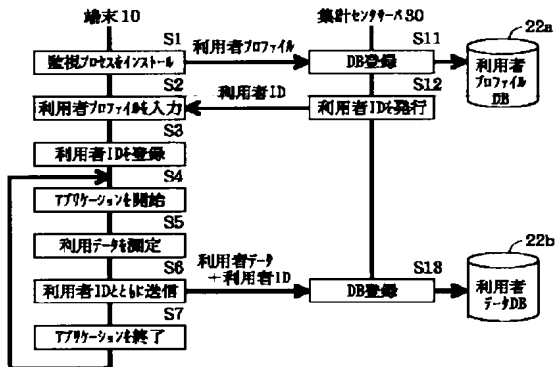 端末10
集計センタサーバ30
S1
監視プロセスをインストール
利用者プロファイル
S11
DB登録
22a
利用者
プロファイル
DB
S2
利用者プロファイルを入力
利用者ID
S12
利用者IDを発行
S3
利用者IDを登録
S4
アプリケーションを開始
S5
利用データを測定
S6
利用者IDとともに送信
利用者データ
+利用者ID
S13
DB登録
22b
利用者
データDB
S7
アプリケーションを終了